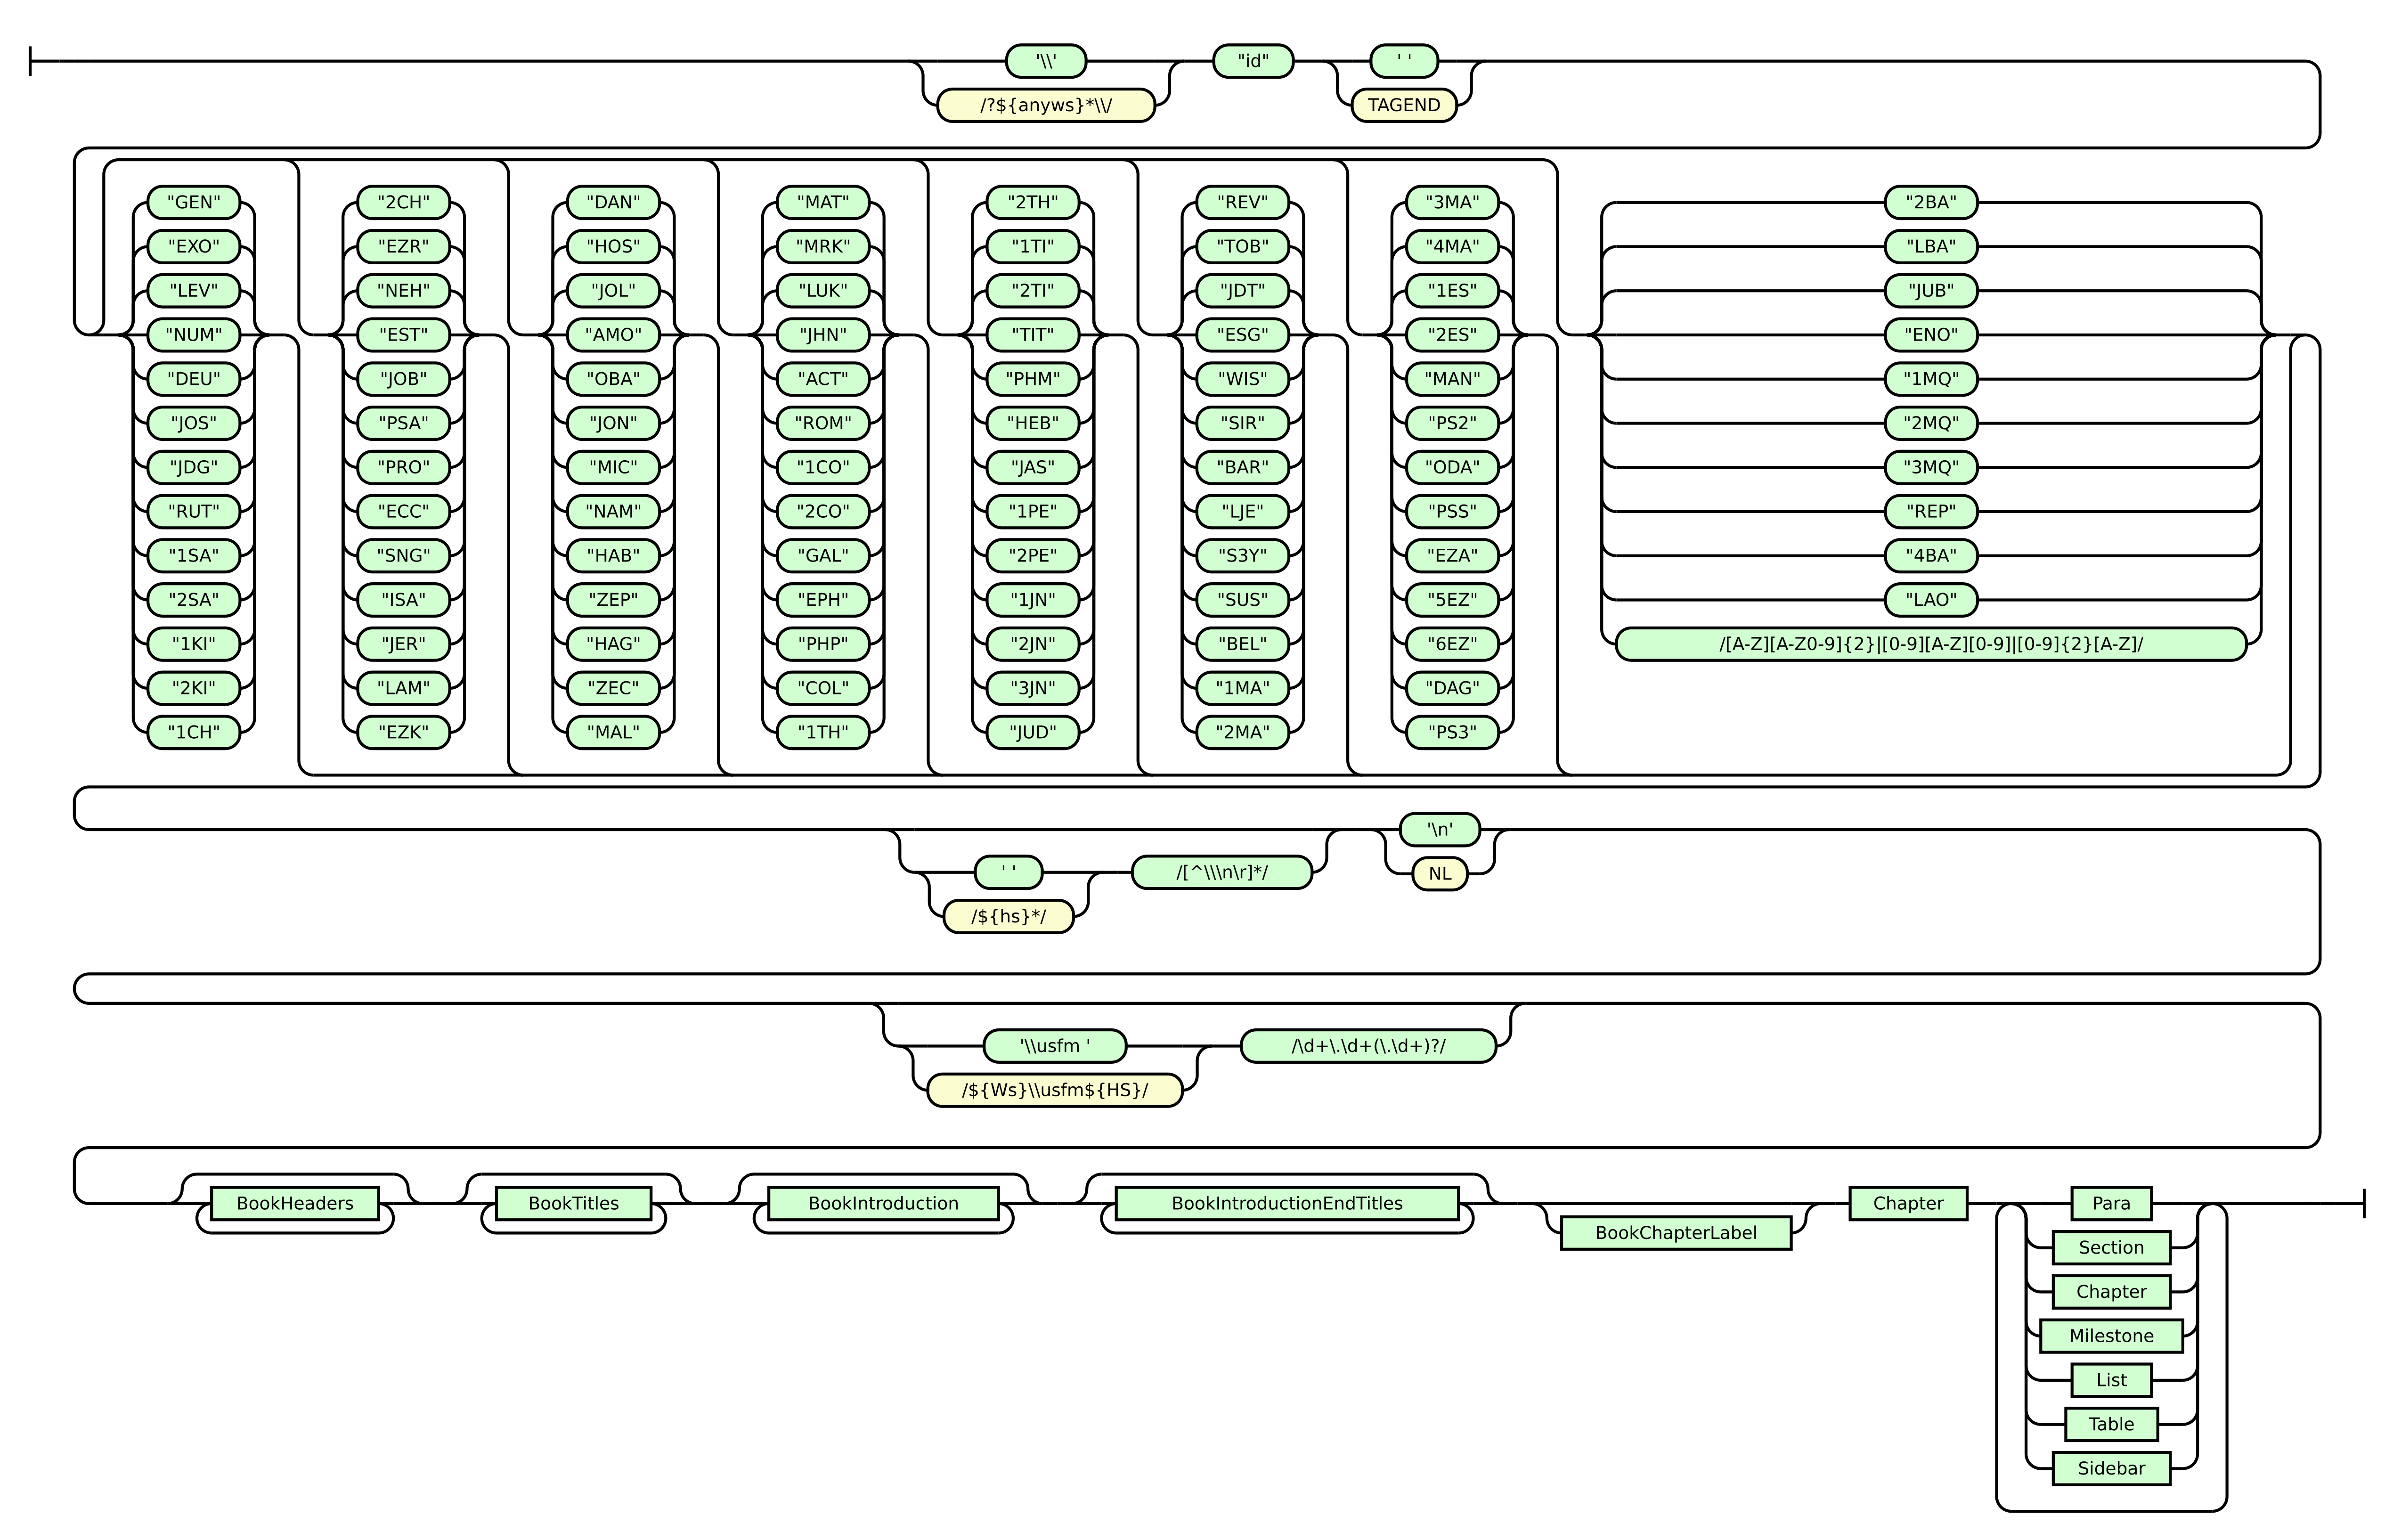 '\\'
/?${anyws}*\\/
"id"
' '
TAGEND
"GEN"
"EXO"
"LEV"
"NUM"
"DEU"
"JOS"
"JDG"
"RUT"
"1SA"
"2SA"
"1KI"
"2KI"
"1CH"
"2CH"
"EZR"
"NEH"
"EST"
"JOB"
"PSA"
"PRO"
"ECC"
"SNG"
"ISA"
"JER"
"LAM"
"EZK"
"DAN"
"HOS"
"JOL"
"AMO"
"OBA"
"JON"
"MIC"
"NAM"
"HAB"
"ZEP"
"HAG"
"ZEC"
"MAL"
"MAT"
"MRK"
"LUK"
"JHN"
"ACT"
"ROM"
"1CO"
"2CO"
"GAL"
"EPH"
"PHP"
"COL"
"1TH"
"2TH"
"1TI"
"2TI"
"TIT"
"PHM"
"HEB"
"JAS"
"1PE"
"2PE"
"1JN"
"2JN"
"3JN"
"JUD"
"REV"
"TOB"
"JDT"
"ESG"
"WIS"
"SIR"
"BAR"
"LJE"
"S3Y"
"SUS"
"BEL"
"1MA"
"2MA"
"3MA"
"4MA"
"1ES"
"2ES"
"MAN"
"PS2"
"ODA"
"PSS"
"EZA"
"5EZ"
"6EZ"
"DAG"
"PS3"
"2BA"
"LBA"
"JUB"
"ENO"
"1MQ"
"2MQ"
"3MQ"
"REP"
"4BA"
"LAO"
/[A-Z][A-Z0-9]{2}|[0-9][A-Z][0-9]|[0-9]{2}[A-Z]/
' '
/${hs}*/
/[^\\\n\r]*/
'\n'
NL
'\\usfm '
/${Ws}\\usfm${HS}/
/\d+\.\d+(\.\d+)?/
BookHeaders
BookTitles
BookIntroduction
BookIntroductionEndTitles
BookChapterLabel
Chapter
Para
Section
Chapter
Milestone
List
Table
Sidebar